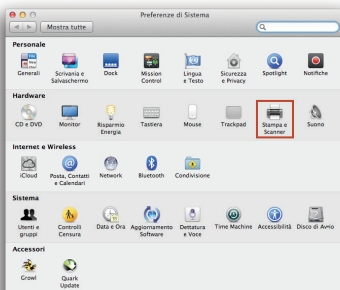 Preferenze di Sistema
Mostra tutte
Personale
Generali
Scrivania e Salvaschermo
Dock
Mission Control
Lingua e Testo
Sicurezza e Privacy
Spotlight
Notifiche
Hardware
CD e DVD
Monitor
Risparmio Energia
Tastiera
Mouse
Trackpad
Stampa e Scanner
Suono
Internet e Wireless
iCloud
Posta, Contatti e Calendari
Network
Bluetooth
Condivisione
Sistema
Utenti e gruppi
Controlli Censura
Data e Ora
Aggiornamento Software
Dettatura e Voce
Time Machine
Accessibilità
Disco di Avvio
Accessori
Growl
Quark Update